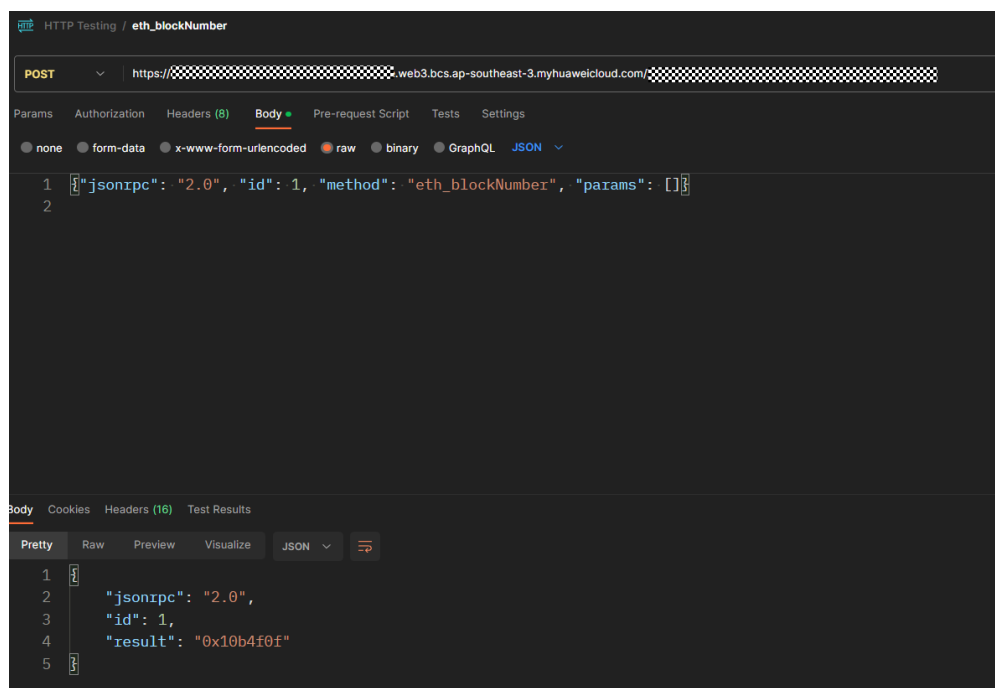 HTTP HTTP Testing / eth_blockNumber
POST https:// .web3.bcs.ap-southeast-3.myhuaweicloud.com/
Params Authorization Headers (8) Body Pre-request Script Tests Settings
none form-data x-www-form-urlencoded raw binary GraphQL JSON
1 {"jsonrpc": "2.0", "id": 1, "method": "eth_blockNumber", "params": []}
2
Body Cookies Headers (16) Test Results
Pretty Raw Preview Visualize JSON
1 {
2 "jsonrpc": "2.0",
3 "id": 1,
4 "result": "0x10b4f0f"
5 }